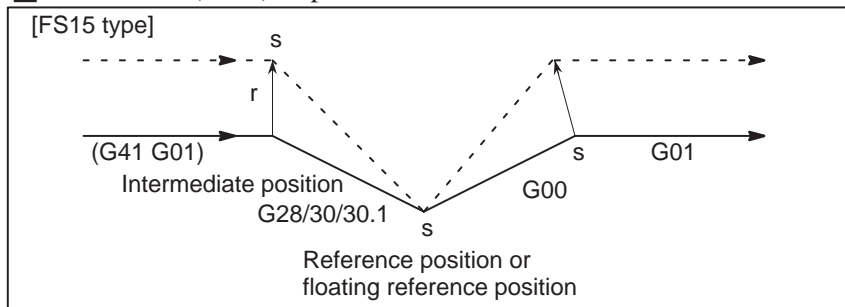 [FS15 type]
s
r
(G41 G01)
s
G01
Intermediate position
G00
G28/30/30.1
s
Reference position or
floating reference position